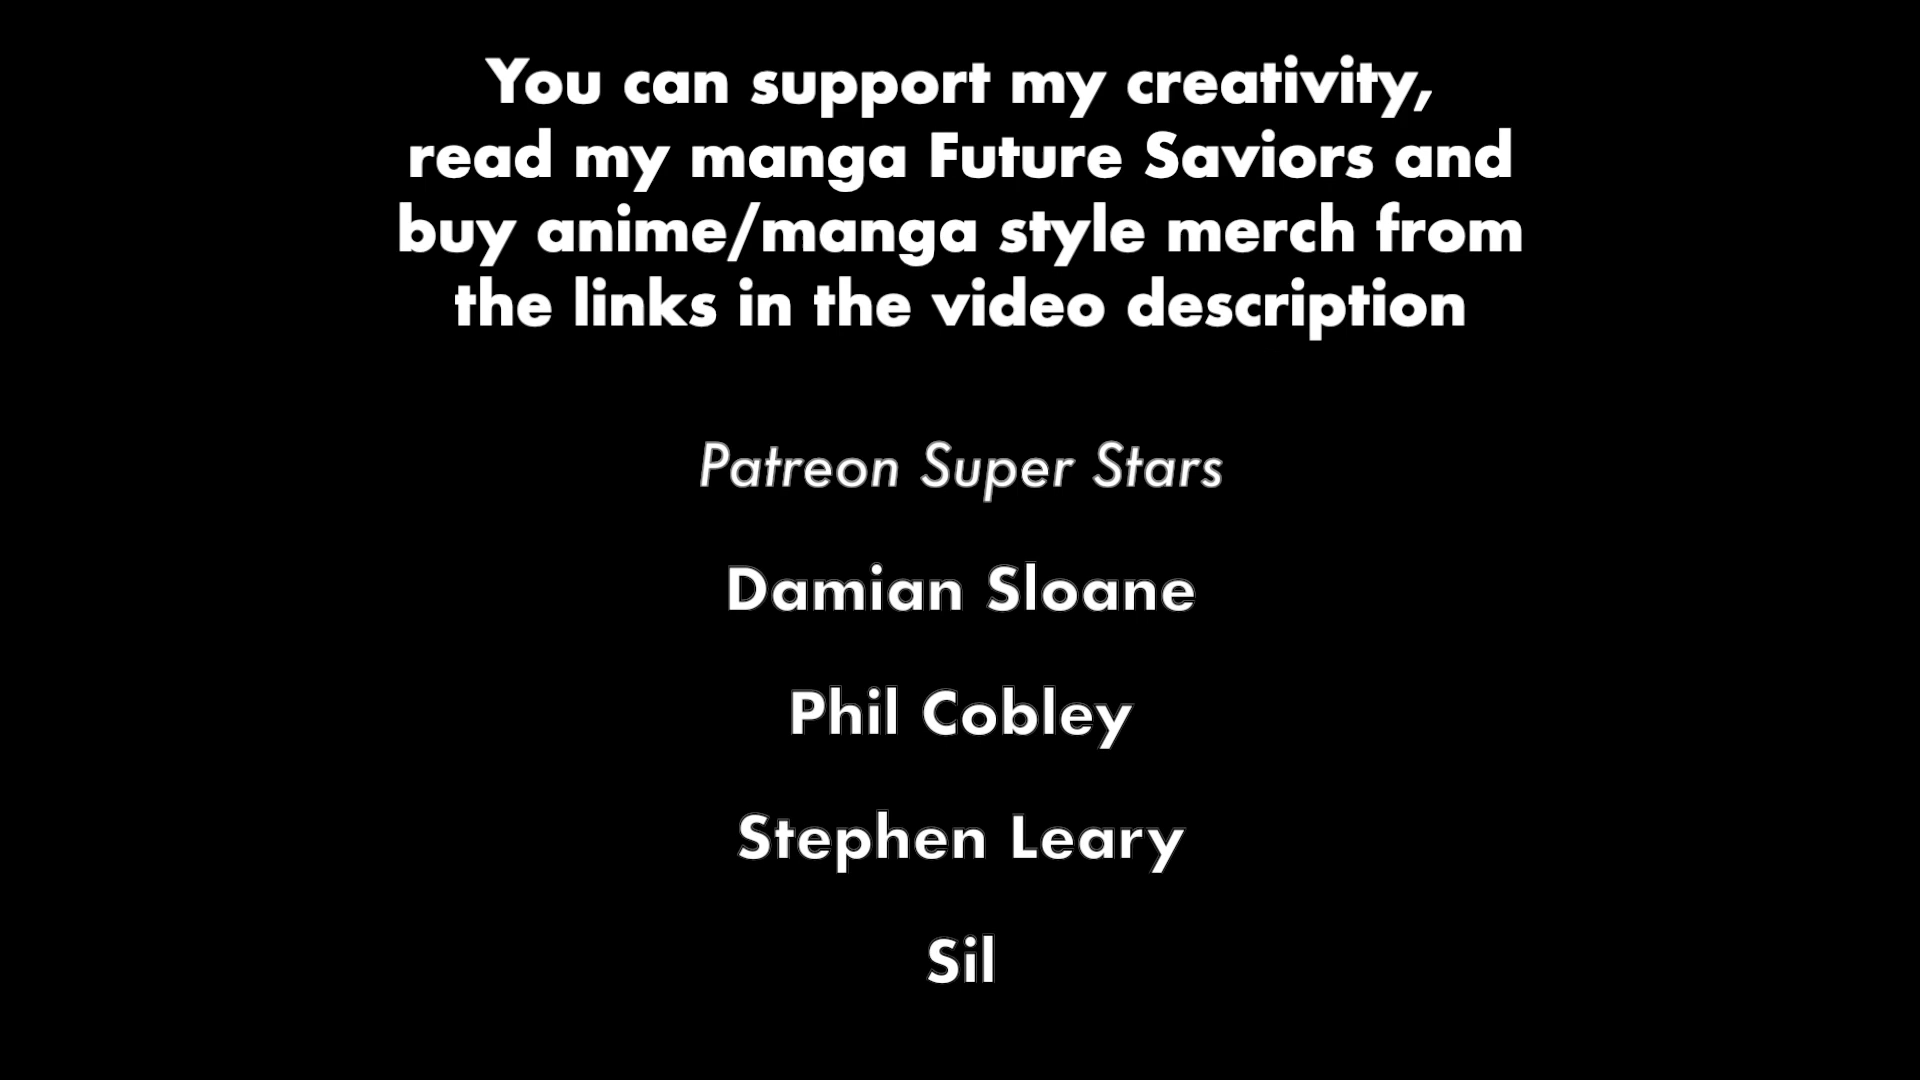 You can support my creativity,
read my manga Future Saviors and
buy anime/manga style merch from
the links in the video description
Patreon Super Stars
Damian Sloane
Phil Cobley
Stephen Leary
Sil